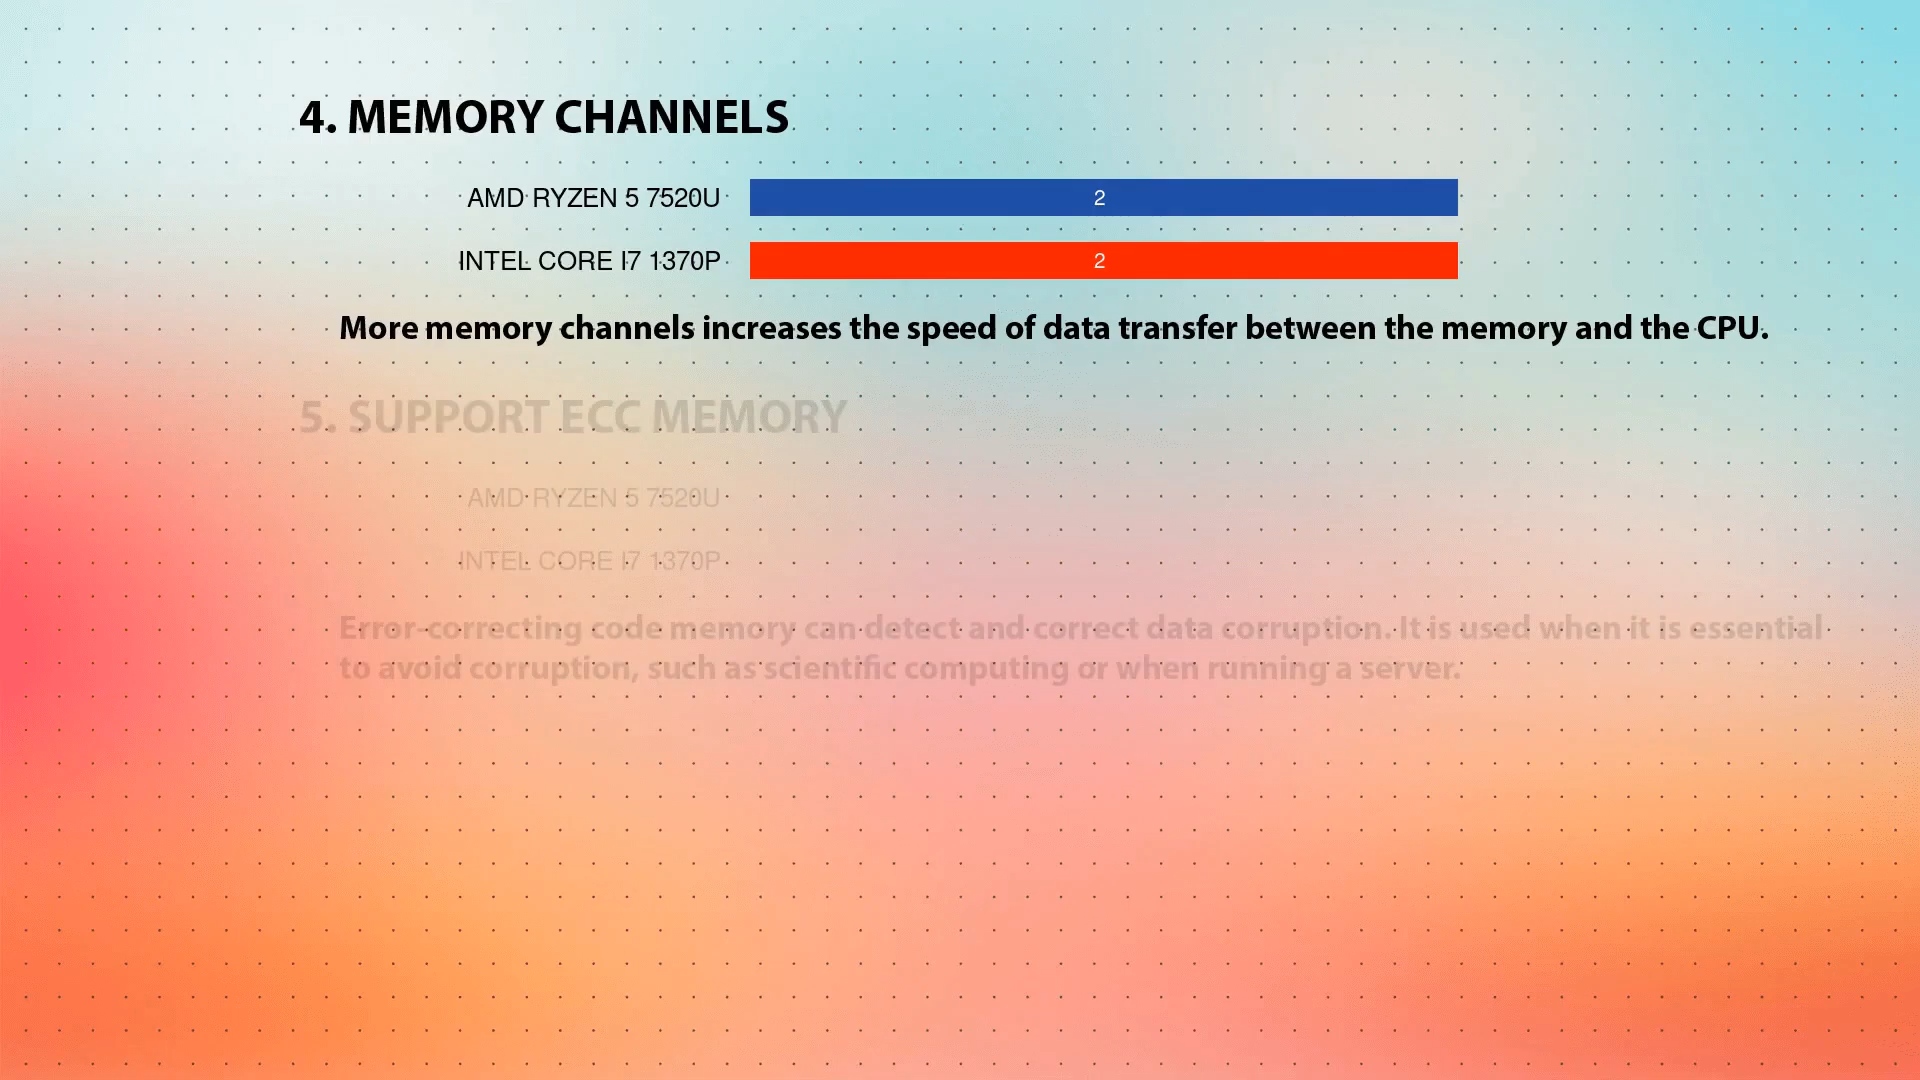 4. MEMORY CHANNELS
AMD RYZEN 5 7520U
2
INTEL CORE I7 1370P
2
More memory channels increases the speed of data transfer between the memory and the CPU.
5. SUPPORT ECC MEMORY
AMD RYZEN 5 7520U
INTEL CORE I7 1370P
Error-correcting code memory can detect and correct data corruption. It is used when it is essential
to avoid corruption, such as scientific computing or when running a server.